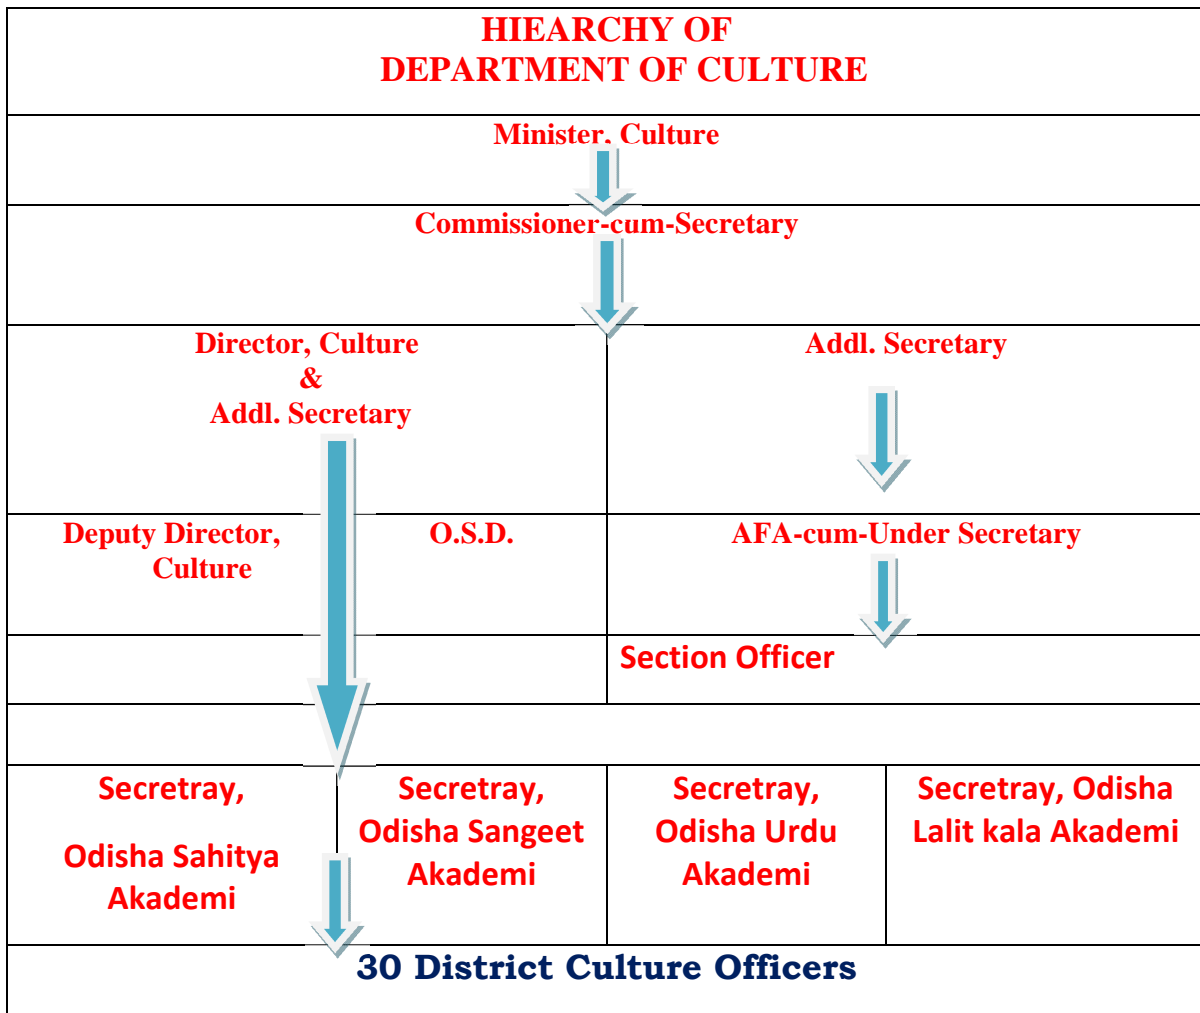 HIEARCHY OF
DEPARTMENT OF CULTURE
Minister, Culture
Commissioner-cum-Secretary
Director, Culture
&
Addl. Secretary
Addl. Secretary
Deputy Director,
Culture
O.S.D.
AFA-cum-Under Secretary
Section Officer
Secretray,
Odisha Sahitya
Akademi
Secretray,
Odisha Sangeet
Akademi
Secretray,
Odisha Urdu
Akademi
Secretray, Odisha
Lalit kala Akademi
30 District Culture Officers